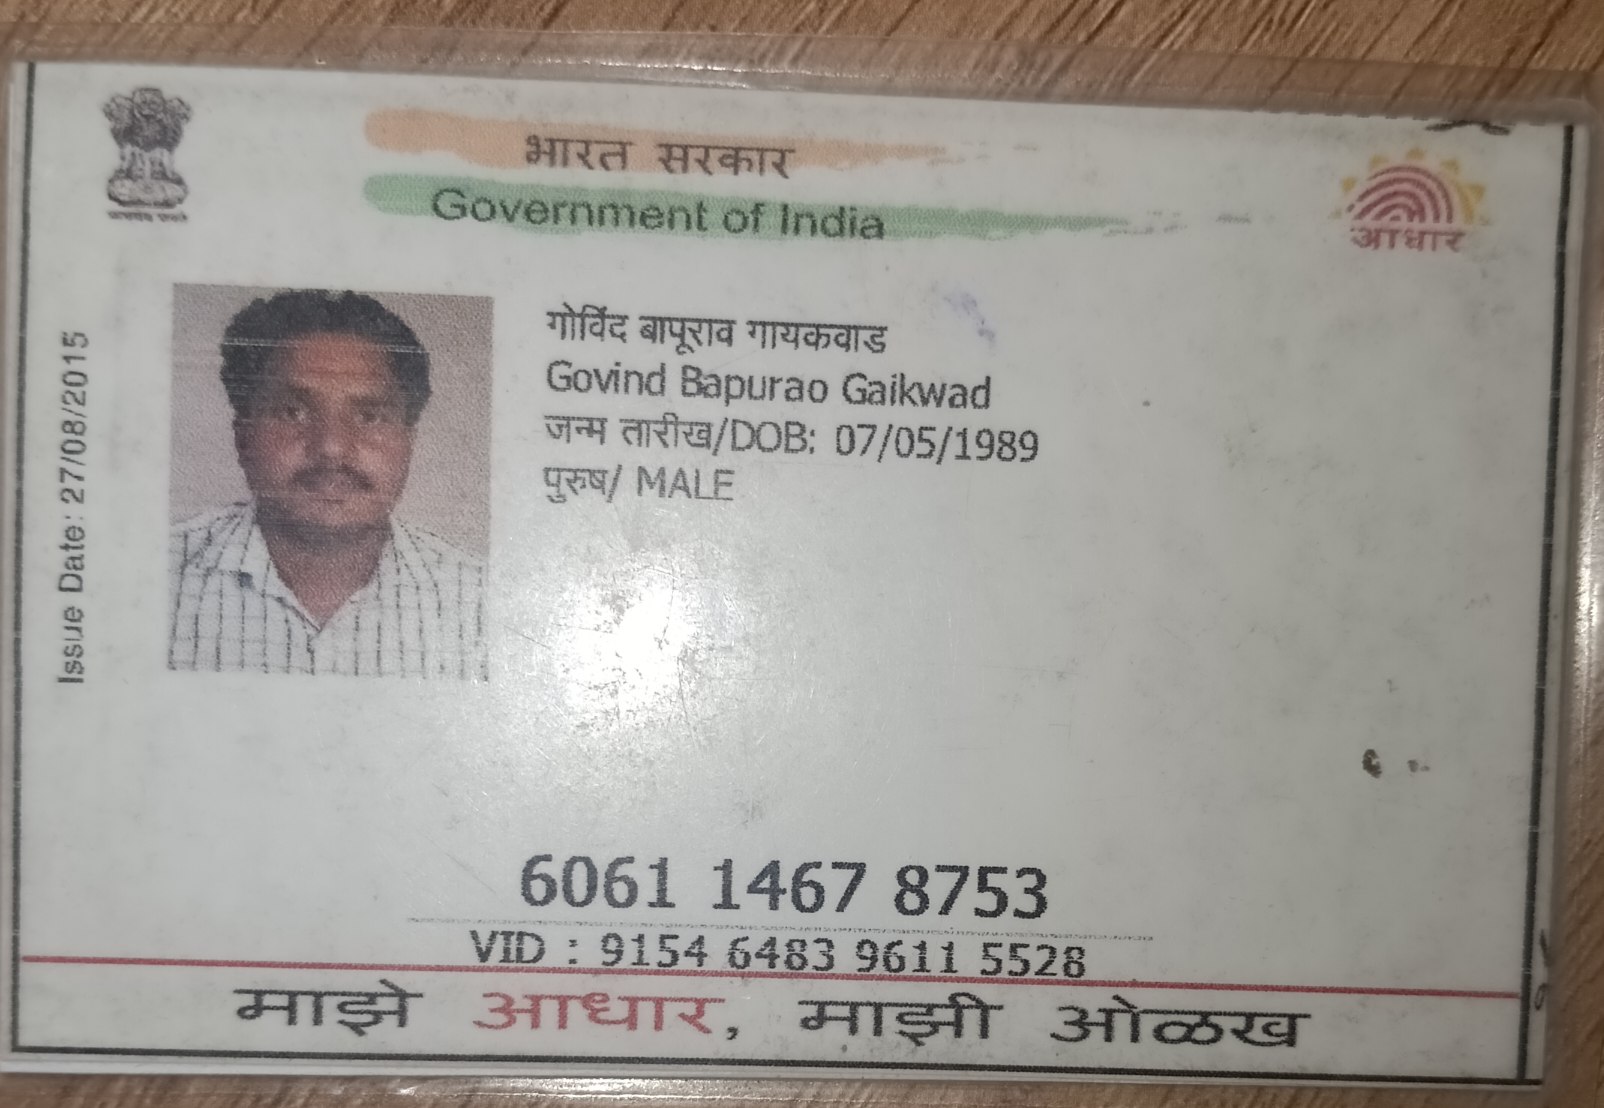 भारत सरकार
Government of India
आधार
Issue Date: 27/08/2015
गोविंद बापूराव गायकवाड
Govind Bapurao Gaikwad
जन्म तारीख/DOB: 07/05/1989
पुरुष/ MALE
6061 1467 8753
VID : 9154 6483 9611 5528
माझे आधार, माझी ओळख